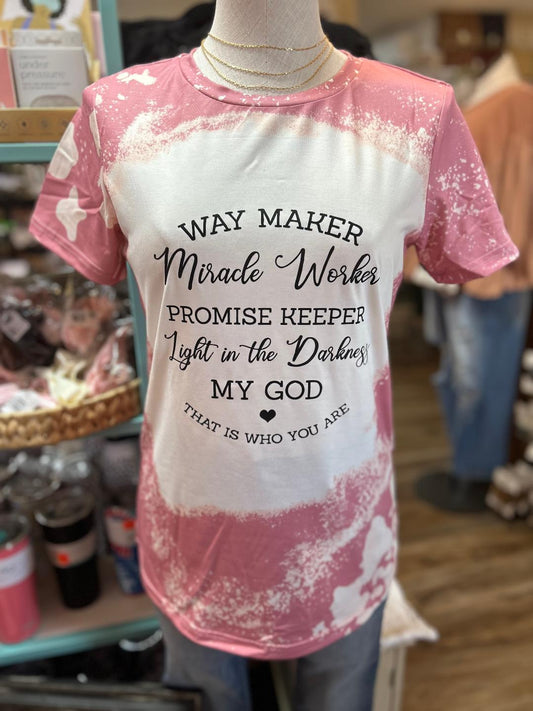 under
pressure
WAY MAKER
Miracle Worker
PROMISE KEEPER
Light in the Darkness
MY GOD
THAT IS WHO YOU ARE